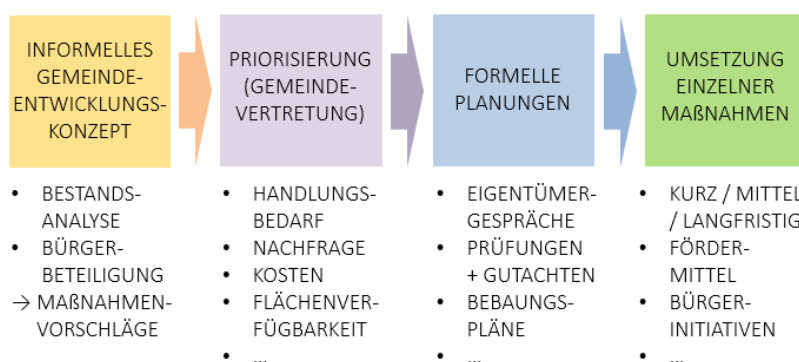 INFORMELLES
GEMEINDE-
ENTWICKLUNGS-
KONZEPT
• BESTANDS-
ANALYSE
• BÜRGER-
BETEILIGUNG
→ MAßNAHMEN-
VORSCHLÄGE
PRIORISIERUNG
(GEMEINDE-
VERTRETUNG)
• HANDLUNGS-
BEDARF
• NACHFRAGE
• KOSTEN
• FLÄCHENVER-
FÜGBARKEIT
• ...
FORMELLE
PLANUNGEN
• EIGENTÜMER-
GESPRÄCHE
• PRÜFUNGEN
+ GUTACHTEN
• BEBAUNGS-
PLÄNE
• ...
UMSETZUNG
EINZELNER
MAßNAHMEN
• KURZ / MITTEL
/ LANGFRISTIG
• FÖRDER-
MITTEL
• BÜRGER-
INITIATIVEN
• ...